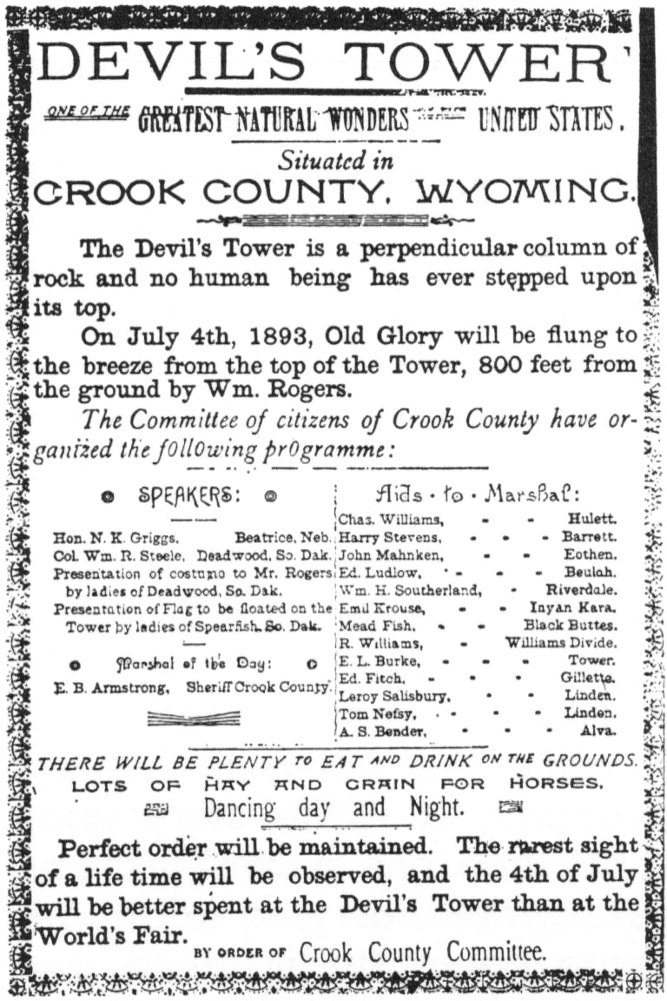 DEVIL'S TOWER
ONE OF THE GREATEST NATURAL WONDERS UNITED STATES.
Situated in
CROOK COUNTY, WYOMING.
The Devil's Tower is a perpendicular column of
rock and no human being has ever stepped upon
its top.
On July 4th, 1893, Old Glory will be flung to
the breeze from the top of the Tower, 800 feet from
the ground by Wm. Rogers.
The Committee of citizens of Crook County have or-
ganized the following programme:
SPEAKERS:
Hon. N. K. Griggs, Beatrice, Neb.
Col. Wm. R. Steele, Deadwood, So. Dak.
Presentation of costume to Mr. Rogers
by ladies of Deadwood, So. Dak.
Presentation of Flag to be floated on the
Tower by ladies of Spearfish, So. Dak.
Marshal of the Day:
E. B. Armstrong, Sheriff Crook County.
Aids-to-Marshal:
Chas. Williams, - - Hulett.
Harry Stevens, - - - Barrett.
John Mahnken, - - Eothen.
Ed. Ludlow, - - - Beulah.
Wm. H. Southerland, - Riverdale.
Emil Krouse, - - Inyan Kara.
Mead Fish, - - Black Buttes.
R. Williams, - Williams Divide.
E. L. Burke, - - - Tower.
Ed. Fitch, - - - Gillette.
Leroy Salisbury, - - Linden.
Tom Nefsy, - - - Linden.
A. S. Bender, - - - Alva.
THERE WILL BE PLENTY TO EAT AND DRINK ON THE GROUNDS.
LOTS OF HAY AND GRAIN FOR HORSES.
Dancing day and Night.
Perfect order will be maintained. The rarest sight
of a life time will be observed, and the 4th of July
will be better spent at the Devil's Tower than at the
World's Fair.
BY ORDER OF Crook County Committee.